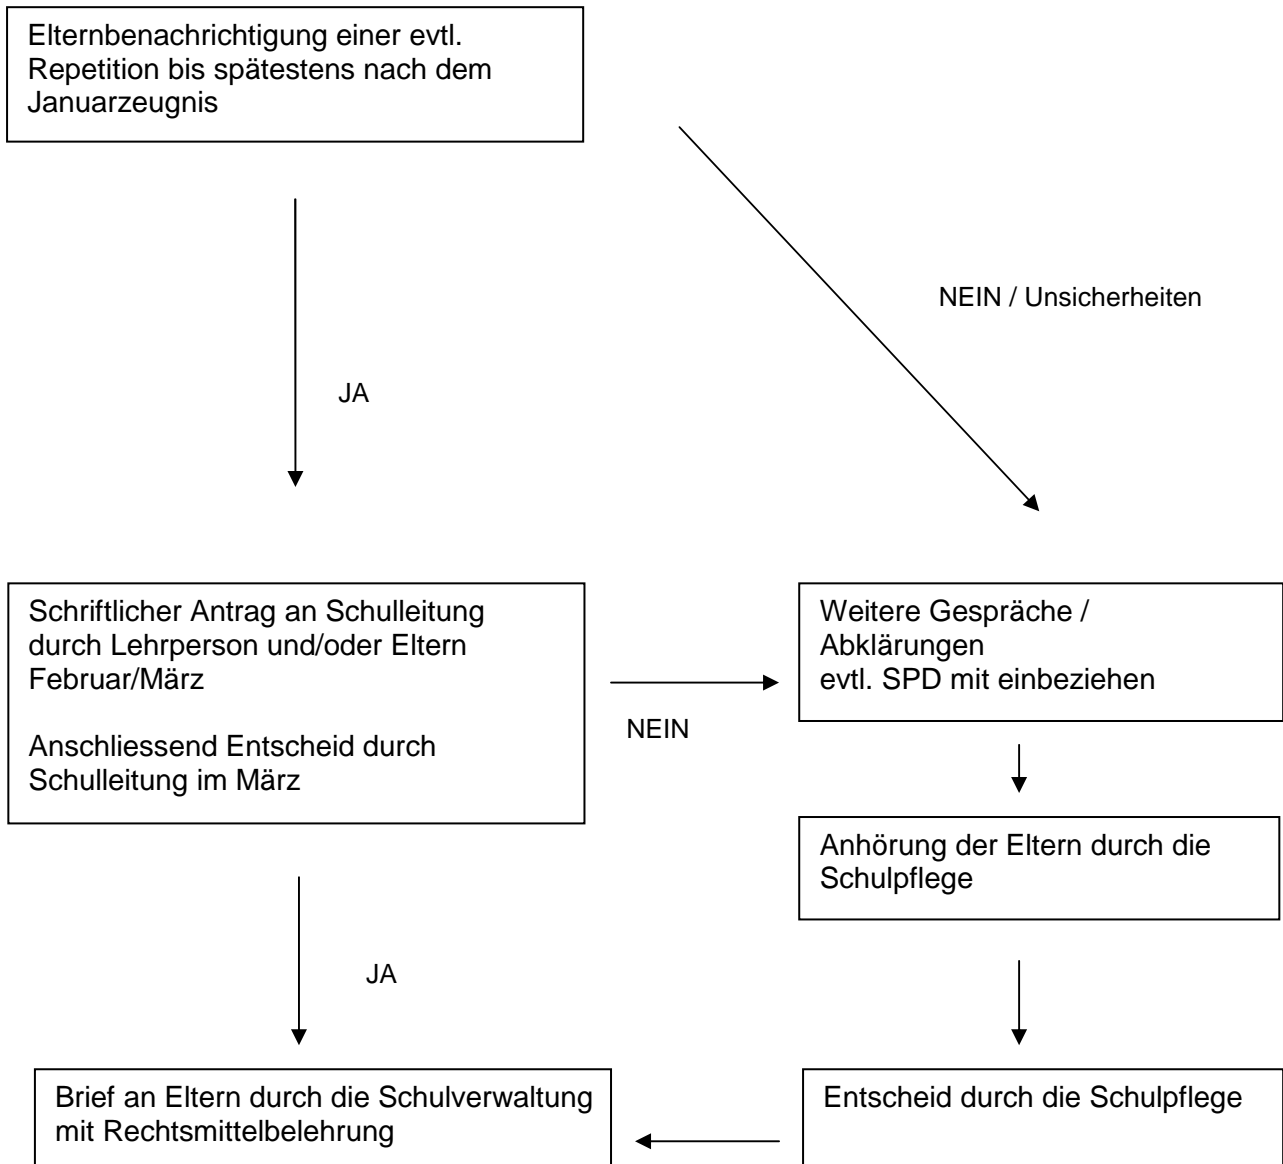 Elternbenachrichtigung einer evtl.
Repetition bis spätestens nach dem
Januarzeugnis
NEIN / Unsicherheiten
JA
Schriftlicher Antrag an Schulleitung
durch Lehrperson und/oder Eltern
Februar/März
Anschliessend Entscheid durch
Schulleitung im März
NEIN
Weitere Gespräche /
Abklärungen
evtl. SPD mit einbeziehen
Anhörung der Eltern durch die
Schulpflege
JA
Brief an Eltern durch die Schulverwaltung
mit Rechtsmittelbelehrung
Entscheid durch die Schulpflege